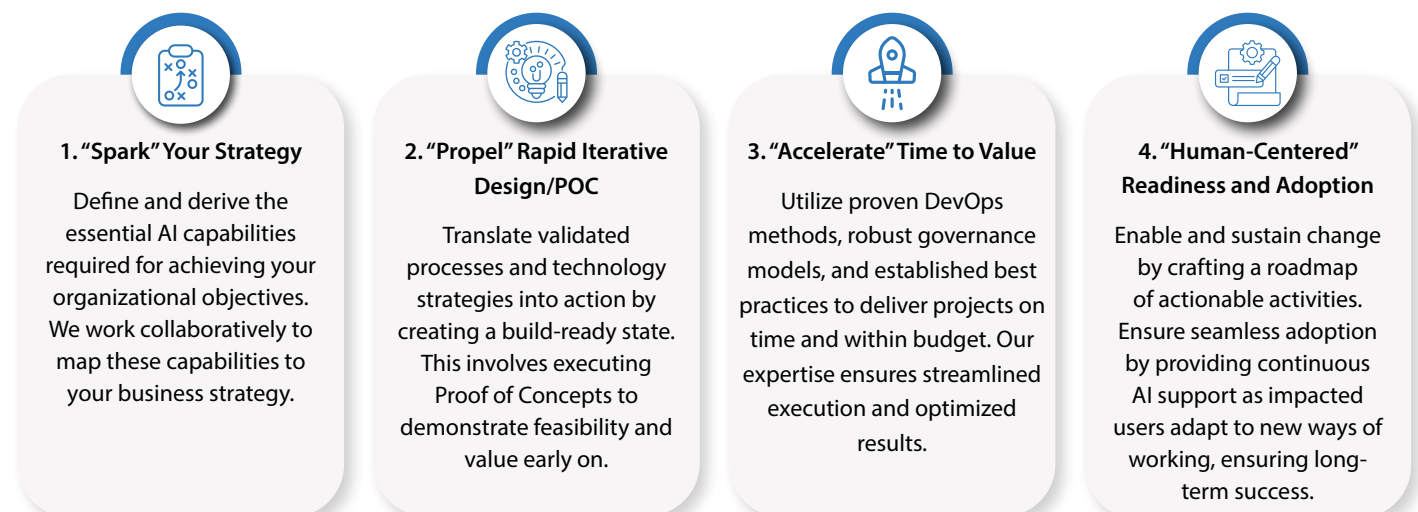 1. “Spark” Your Strategy
Define and derive the
essential AI capabilities
required for achieving your
organizational objectives.
We work collaboratively to
map these capabilities to
your business strategy.
2. “Propel” Rapid Iterative
Design/POC
Translate validated
processes and technology
strategies into action by
creating a build-ready state.
This involves executing
Proof of Concepts to
demonstrate feasibility and
value early on.
3. “Accelerate” Time to Value
Utilize proven DevOps
methods, robust governance
models, and established best
practices to deliver projects on
time and within budget. Our
expertise ensures streamlined
execution and optimized
results.
4. “Human-Centered”
Readiness and Adoption
Enable and sustain change
by crafting a roadmap
of actionable activities.
Ensure seamless adoption
by providing continuous
AI support as impacted
users adapt to new ways of
working, ensuring long-
term success.